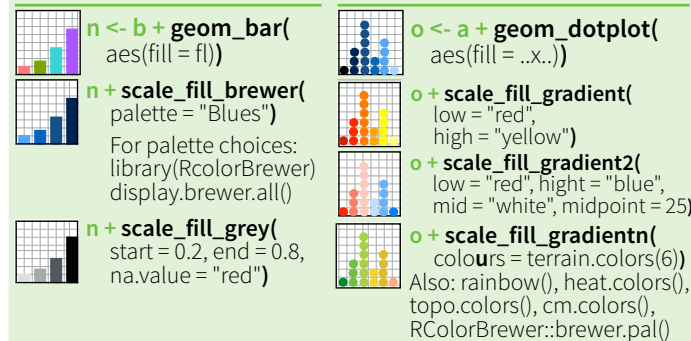 n <- b + geom_bar(
aes(fill = fl))
n + scale_fill_brewer(
palette = "Blues")
For palette choices:
library(RcolorBrewer)
display.brewer.all()
n + scale_fill_grey(
start = 0.2, end = 0.8,
na.value = "red")
o <- a + geom_dotplot(
aes(fill = ..x..))
o + scale_fill_gradient(
low = "red",
high = "yellow")
o + scale_fill_gradient2(
low = "red", hight = "blue",
mid = "white", midpoint = 25)
o + scale_fill_gradientn(
colours = terrain.colors(6))
Also: rainbow(), heat.colors(),
topo.colors(), cm.colors(),
RColorBrewer::brewer.pal()